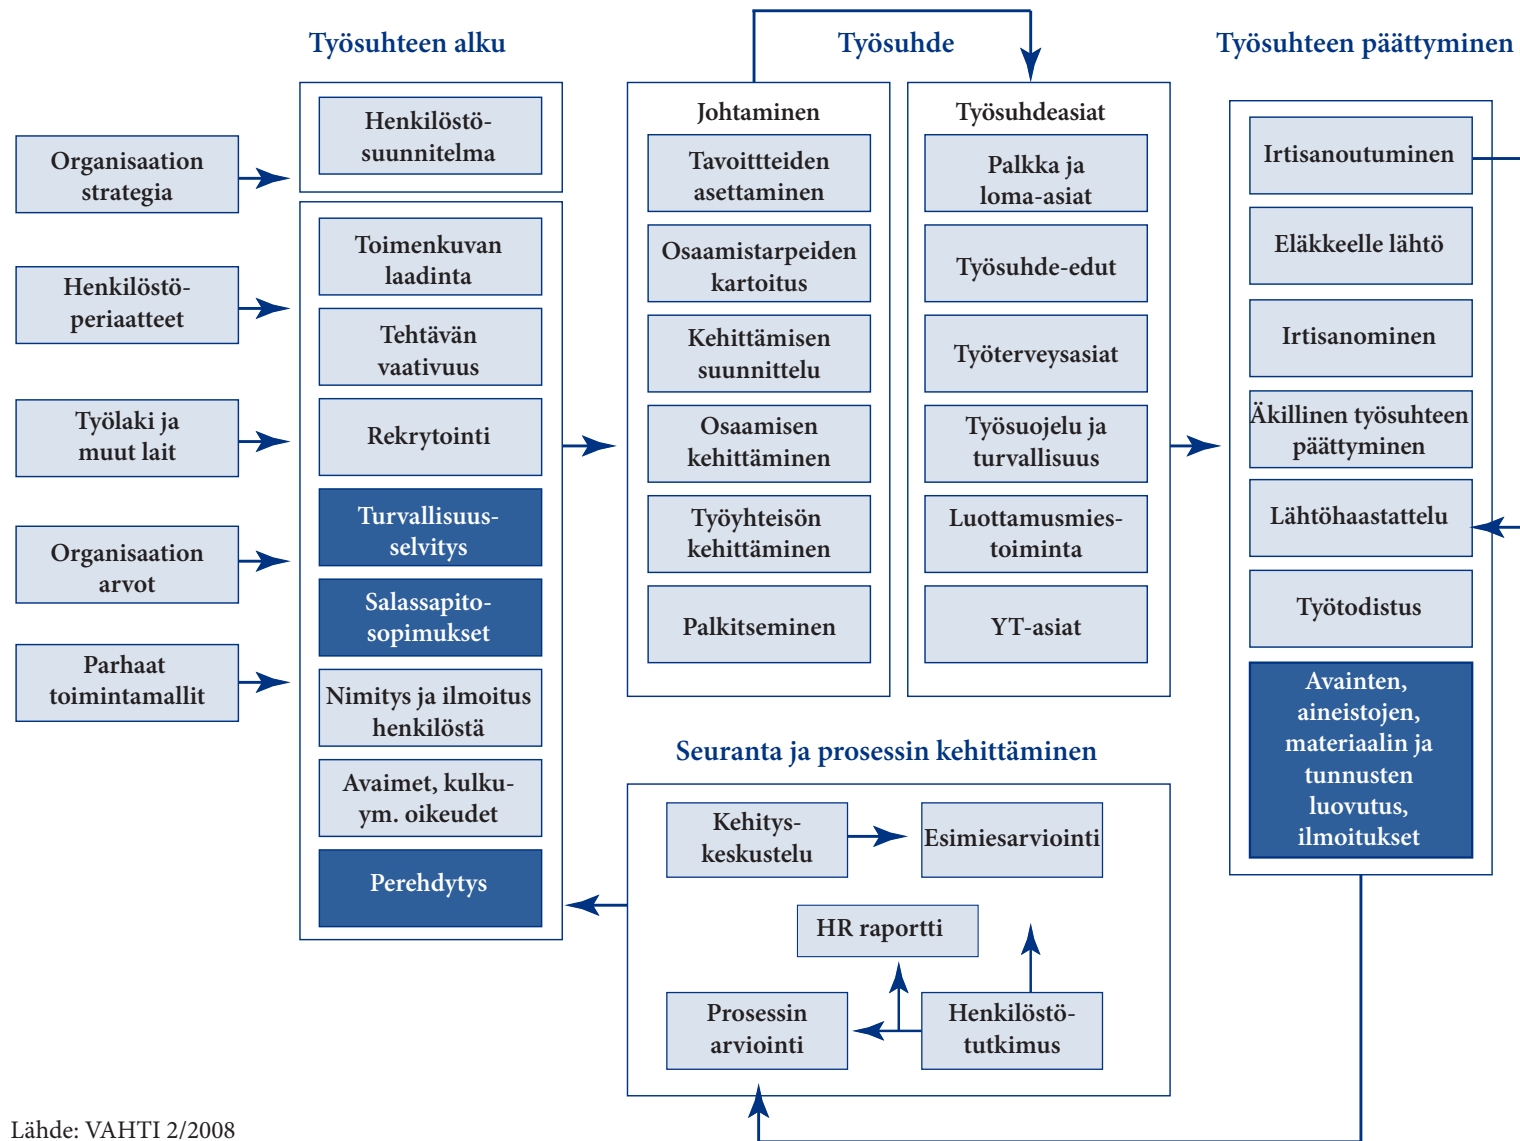 Työsuhteen alku
Työsuhde
Työsuhteen päättyminen
Organisaation
strategia
Henkilöstö-
periaatteet
Työlaki ja
muut lait
Organisaation
arvot
Parhaat
toimintamallit
Henkilöstö-
suunnitelma
Toimenkuvan
laadinta
Tehtävän
vaativuus
Rekrytointi
Turvallisuus-
selvitys
Salassapito-
sopimukset
Nimitys ja ilmoitus
henkilöstä
Avaimet, kulku-
ym. oikeudet
Perehdytys
Johtaminen
Tavoittteiden
asettaminen
Osaamistarpeiden
kartoitus
Kehittämisen
suunnittelu
Osaamisen
kehittäminen
Työyhteisön
kehittäminen
Palkitseminen
Työsuhdeasiat
Palkka ja
loma-asiat
Työsuhde-edut
Työterveysasiat
Työsuojelu ja
turvallisuus
Luottamusmies-
toiminta
YT-asiat
Irtisanoutuminen
Eläkkeelle lähtö
Irtisanominen
Äkillinen työsuhteen
päättyminen
Lähtöhaastattelu
Työtodistus
Avainten,
aineistojen,
materiaalin ja
tunnusten
luovutus,
ilmoitukset
Seuranta ja prosessin kehittäminen
Kehitys-
keskustelu
Esimiesarviointi
HR raportti
Prosessin
arviointi
Henkilöstö-
tutkimus
Lähde: VAHTI 2/2008